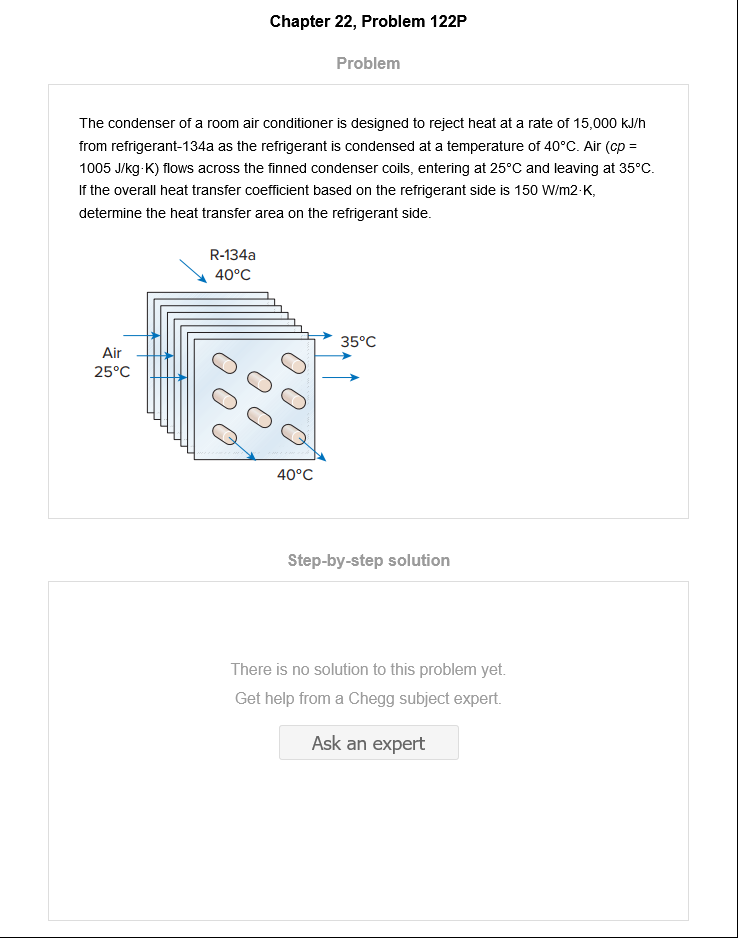 Chapter 22, Problem 122P
Problem
The condenser of a room air conditioner is designed to reject heat at a rate of 15,000 kJ/h
from refrigerant-134a as the refrigerant is condensed at a temperature of 40°C. Air (cp =
1005 J/kg·K) flows across the finned condenser coils, entering at 25°C and leaving at 35°C.
If the overall heat transfer coefficient based on the refrigerant side is 150 W/m2·K,
determine the heat transfer area on the refrigerant side.
R-134a
40°C
35°C
Air
25°C
40°C
Step-by-step solution
There is no solution to this problem yet.
Get help from a Chegg subject expert.
Ask an expert